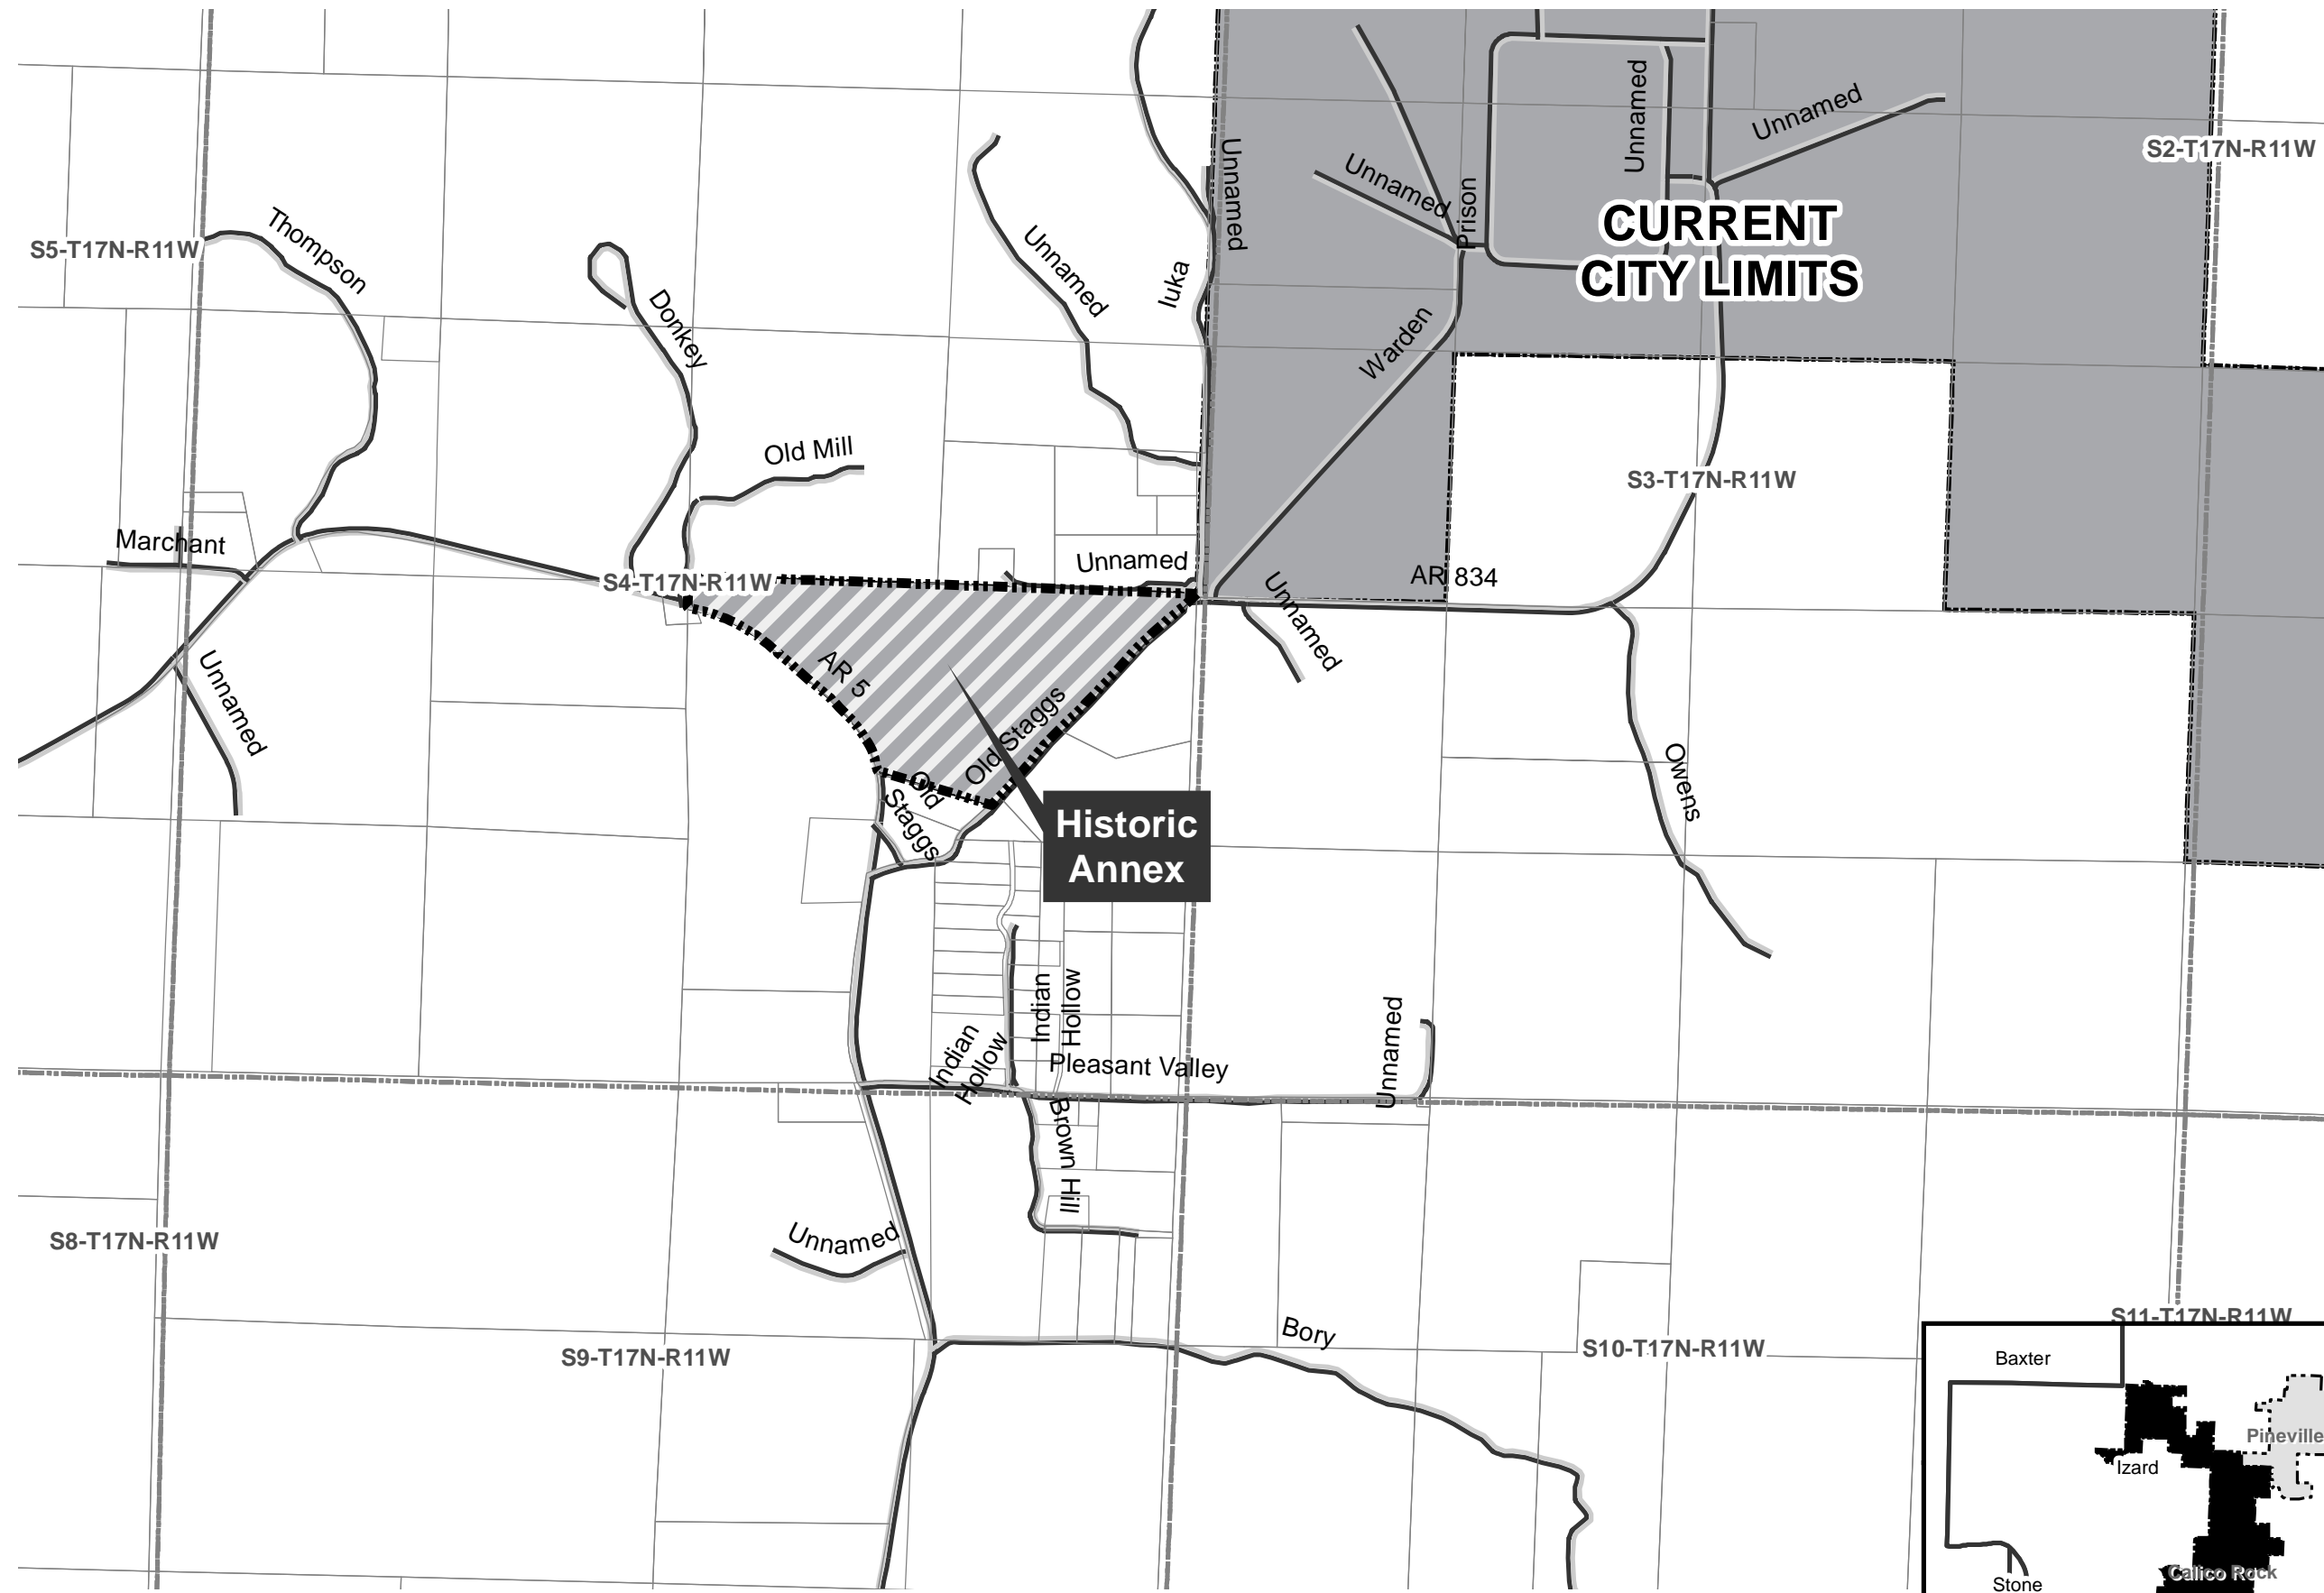 Unnamed
Unnamed
S2-T17N-R11W
Unnamed
Unnamed
Prison
CURRENT
CITY LIMITS
S5-T17N-R11W
Thompson
Unnamed
Iuka
Donkey
Warden
Old Mill
S3-T17N-R11W
Marchant
Unnamed
S4-T17N-R11W
AR 834
Unnamed
Unnamed
AR 5
Old Staggs
Old
Staggs
Owens
Historic
Annex
Indian
Hollow
Indian
Hollow
Pleasant Valley
Unnamed
Brown Hill
Unnamed
S8-T17N-R11W
Bory
S9-T17N-R11W
S10-T17N-R11W
S11-T17N-R11W
Baxter
Pineville
Izard
Calico Rock
Stone